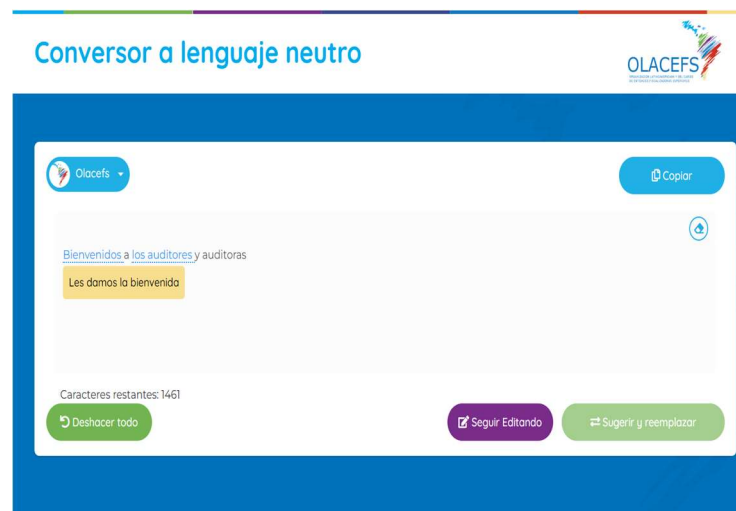 Conversor a lenguaje neutro
OLACEFS
Olacefs
Copiar
Bienvenidos a los auditores y auditoras
Les damos la bienvenida
Caracteres restantes: 1461
Deshacer todo
Seguir Editando
Sugerir y reemplazar